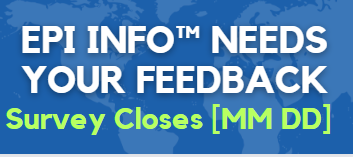 EPI INFO™ NEEDS
YOUR FEEDBACK
Survey Closes [MM DD]